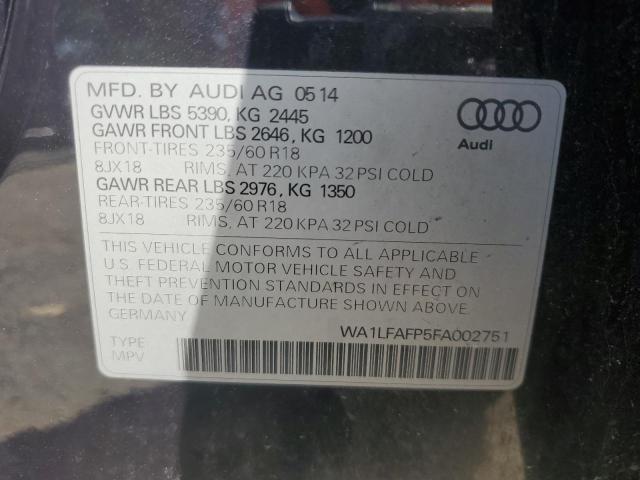 MFD. BY AUDI AG 0514
GVWR LBS 5390, KG 2445
GAWR FRONT LBS 2646, KG 1200
FRONT-TIRES 235/60 R18
8JX18 RIMS, AT 220 KPA 32 PSI COLD
GAWR REAR LBS 2976, KG 1350
REAR-TIRES 235/60 R18
8JX18 RIMS, AT 220 KPA 32 PSI COLD
Audi
THIS VEHICLE CONFORMS TO ALL APPLICABLE
U.S. FEDERAL MOTOR VEHICLE SAFETY AND
THEFT PREVENTION STANDARDS IN EFFECT ON
THE DATE OF MANUFACTURE SHOWN ABOVE.
GERMANY
WA1LFAFP5FA002751
TYPE
MPV